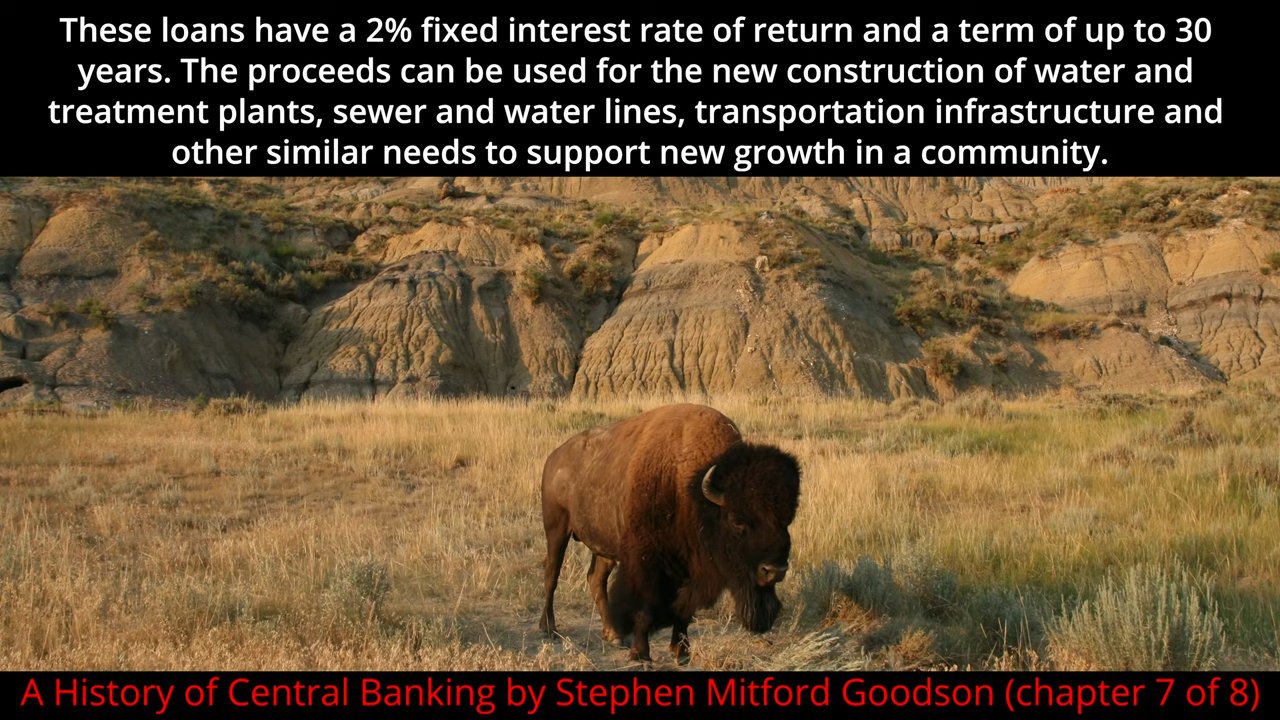 These loans have a 2% fixed interest rate of return and a term of up to 30
years. The proceeds can be used for the new construction of water and
treatment plants, sewer and water lines, transportation infrastructure and
other similar needs to support new growth in a community.
A History of Central Banking by Stephen Mitford Goodson (chapter 7 of 8)